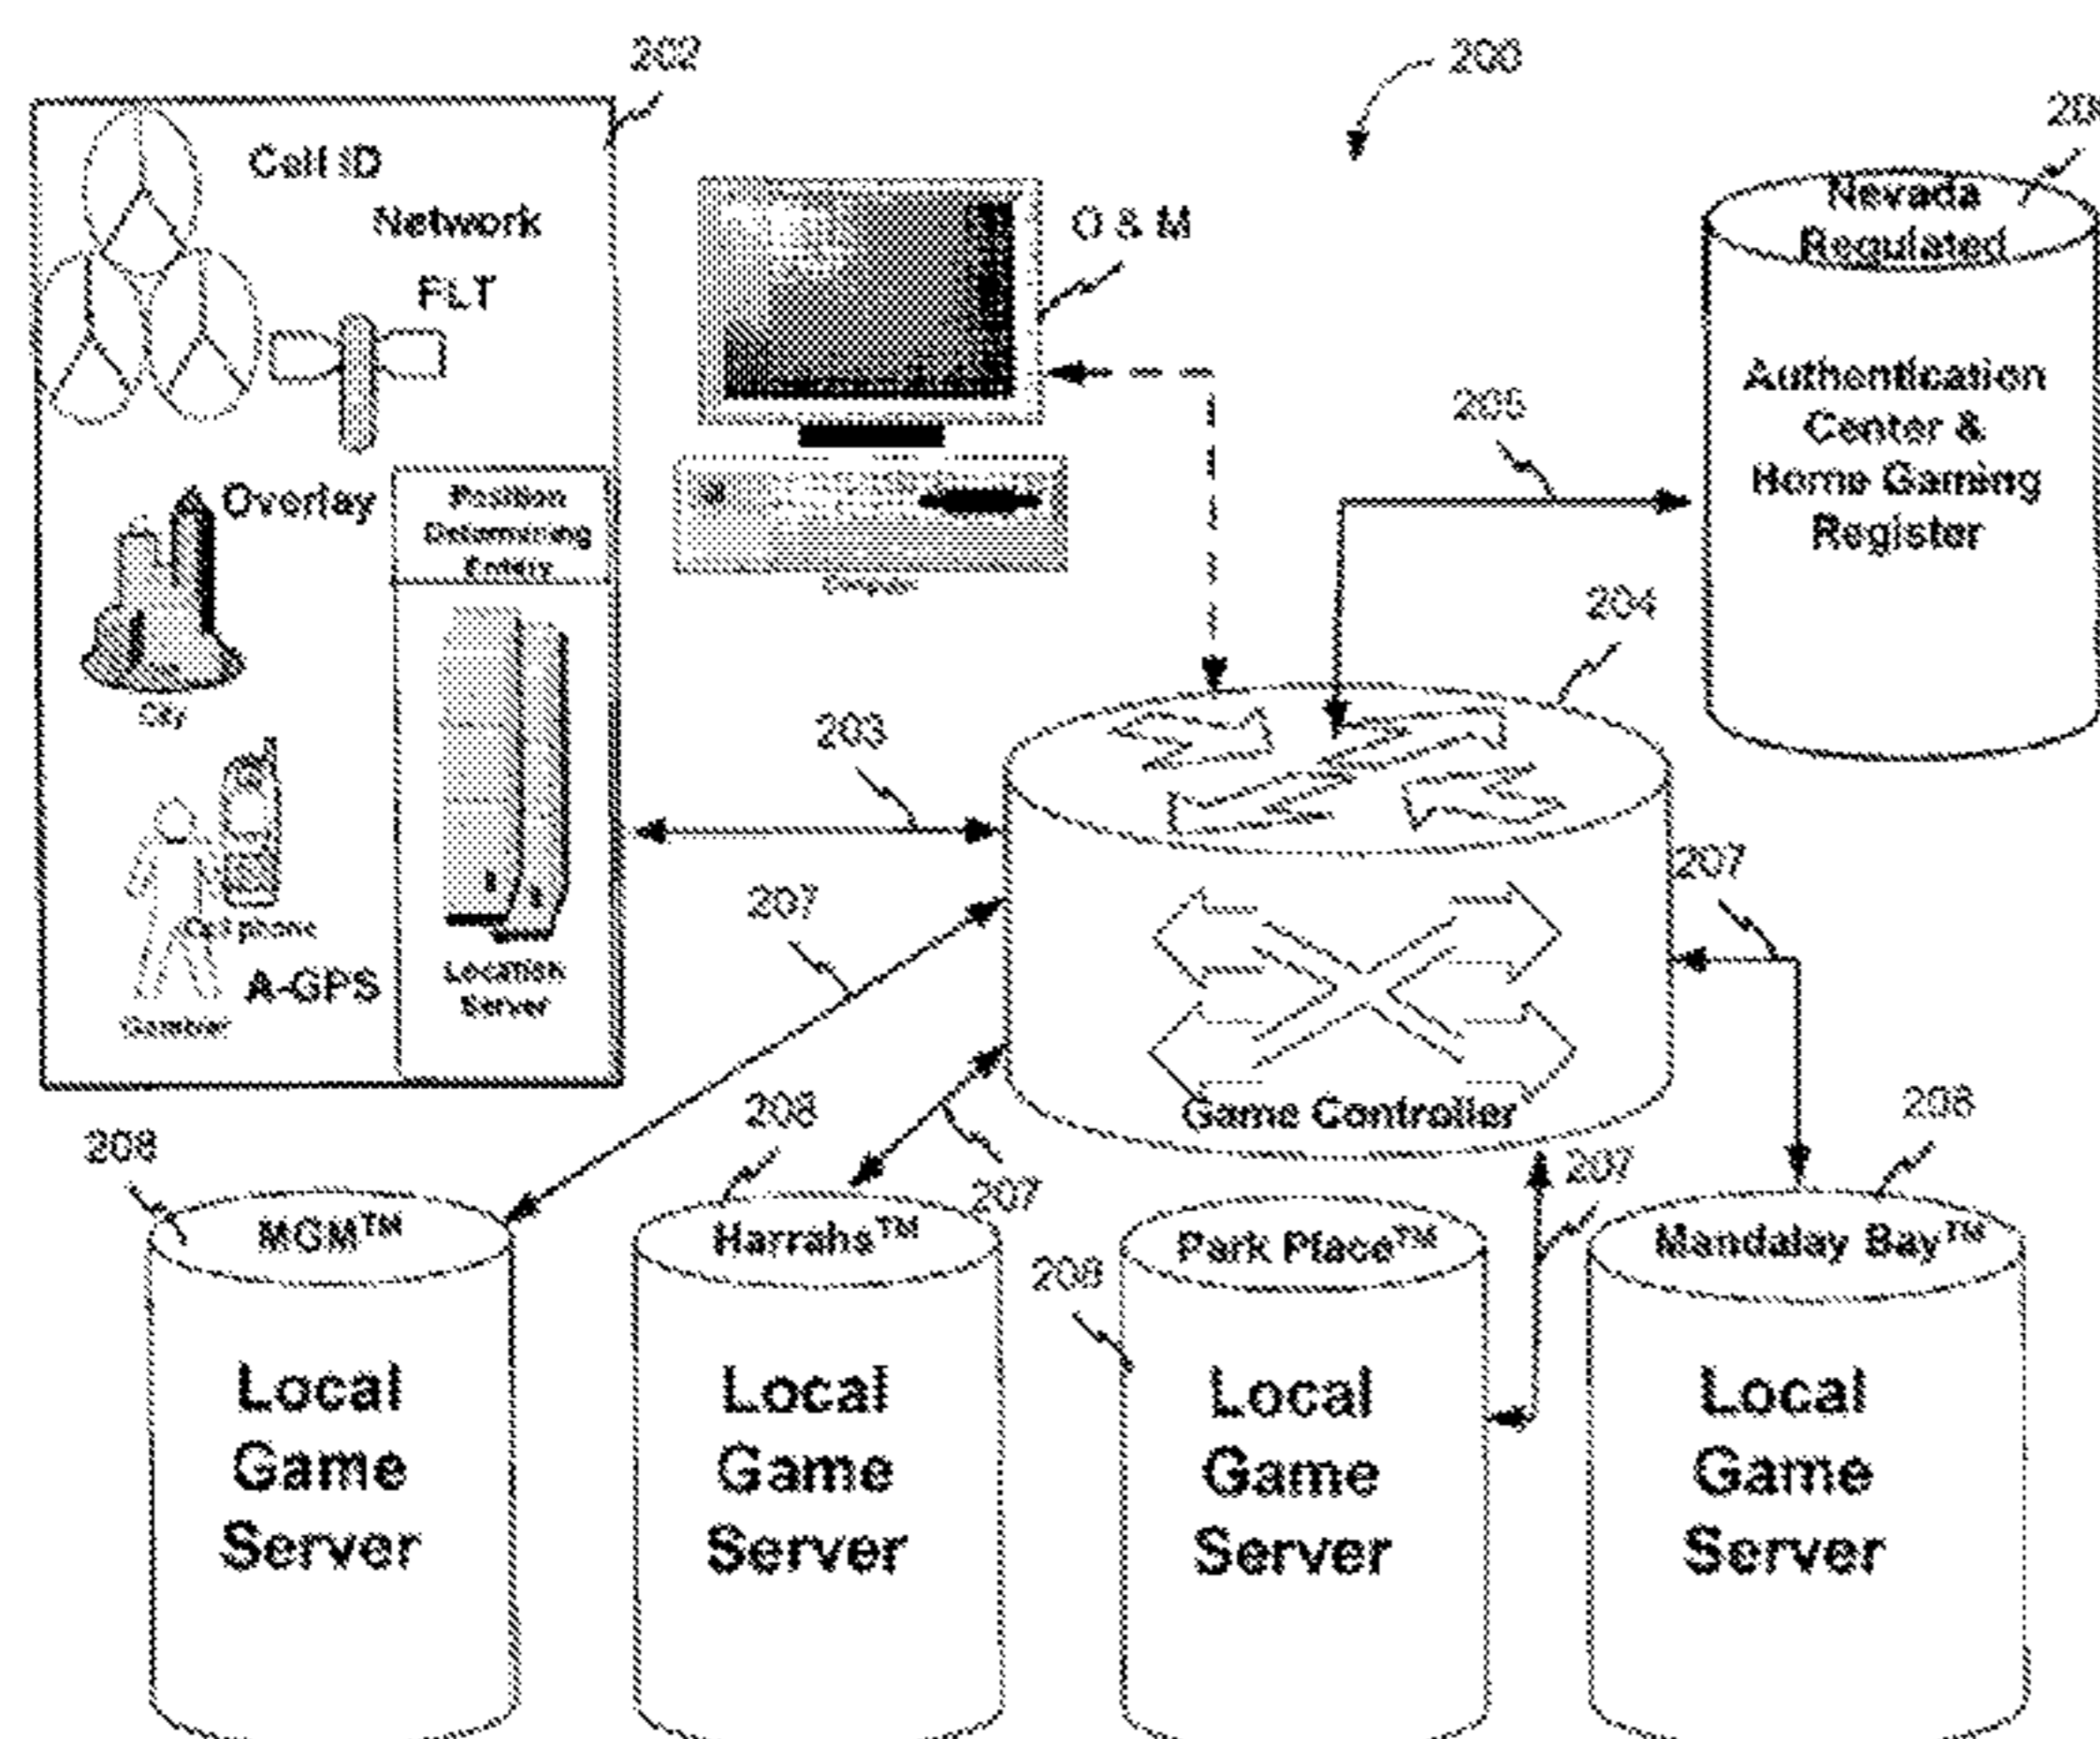 202
200
Cell ID
Network
FLT
O & M
Nevada
Regulated
Authentication
Center &
Home Gaming
Register
205
Overlay
Position
Determining
Entity
Computer
City
204
203
207
207
Cell phone
A-GPS
Gambler
Location
Server
Game Controller
208
208
207
207
208
208
MGM™
Harrahs™
Park Place™
Mandalay Bay™
Local
Game
Server
Local
Game
Server
Local
Game
Server
Local
Game
Server